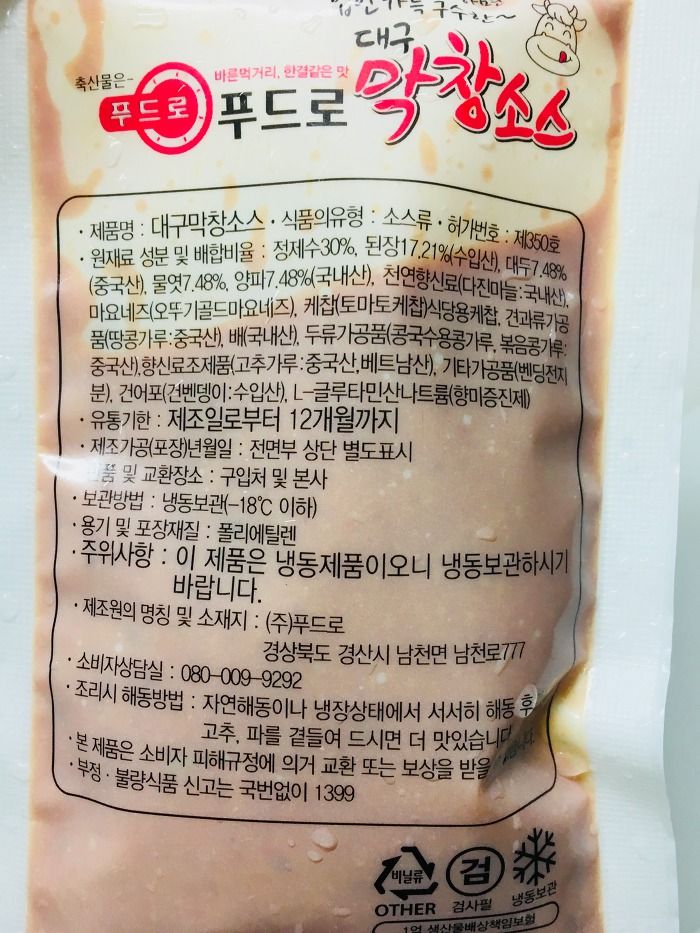 구수한~
대구
막창소스
축산물은-
푸드로
바른먹거리, 한결같은 맛
푸드로
· 제품명 : 대구막창소스 · 식품의유형 : 소스류 · 허가번호 : 제350호
· 원재료 성분 및 배합비율 : 정제수30%, 된장17.21%(수입산), 대두7.48%
(중국산), 물엿7.48%, 양파7.48%(국내산), 천연향신료(다진마늘:국내산),
마요네즈(오뚜기골드마요네즈), 케찹(토마토케찹)식당용케찹, 견과류가공
품(땅콩가루:중국산), 배(국내산), 두류가공품(콩국수용콩가루, 볶음콩가루:
중국산),향신료조제품(고추가루:중국산,베트남산), 기타가공품(벤딩전지
분), 건어포(건벤뎅이:수입산), L-글루타민산나트륨(향미증진제)
· 유통기한 : 제조일로부터 12개월까지
· 제조가공(포장)년월일 : 전면부 상단 별도표시
및 교환장소 : 구입처 및 본사
· 보관방법 : 냉동보관(-18℃ 이하)
· 용기 및 포장재질 : 폴리에틸렌
· 주위사항 : 이 제품은 냉동제품이오니 냉동보관하시기
바랍니다.
· 제조원의 명칭 및 소재지 : (주)푸드로
경상북도 경산시 남천면 남천로777
· 소비자상담실 : 080-009-9292
· 조리시 해동방법 : 자연해동이나 냉장상태에서 서서히 해동 후
고추, 파를 곁들여 드시면 더 맛있습니다.
· 본 제품은 소비자 피해규정에 의거 교환 또는 보상을 받을
· 부정 · 불량식품 신고는 국번없이 1399
비닐류
OTHER
검
검사필
냉동보관
1억 생산물배상책임보험